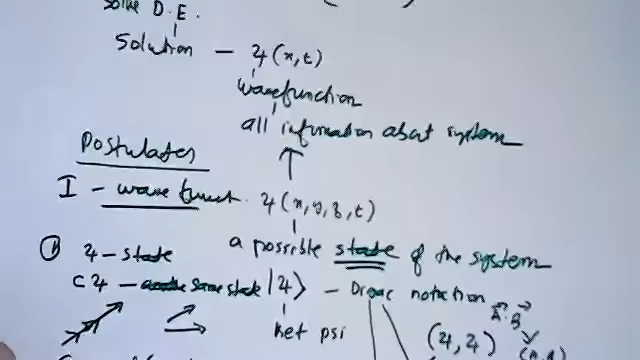 Solve D.E.
Solution — ψ(x,t)
wavefunction
all information about system
Postulates
I - wave funct. ψ(x,y,z,t)
a possible state of the system
① ψ - state
cψ - same state |ψ⟩ - Dirac notation
ket psi
A⃗·B⃗
(ψ,ψ)